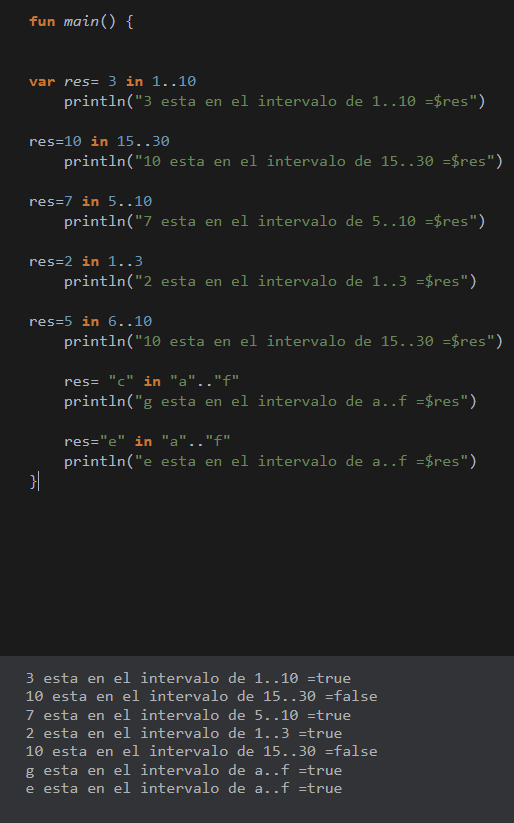 fun main() {
var res= 3 in 1..10
println("3 esta en el intervalo de 1..10 =$res")
res=10 in 15..30
println("10 esta en el intervalo de 15..30 =$res")
res=7 in 5..10
println("7 esta en el intervalo de 5..10 =$res")
res=2 in 1..3
println("2 esta en el intervalo de 1..3 =$res")
res=5 in 6..10
println("10 esta en el intervalo de 15..30 =$res")
res= "c" in "a".."f"
println("g esta en el intervalo de a..f =$res")
res="e" in "a".."f"
println("e esta en el intervalo de a..f =$res")
}
3 esta en el intervalo de 1..10 =true
10 esta en el intervalo de 15..30 =false
7 esta en el intervalo de 5..10 =true
2 esta en el intervalo de 1..3 =true
10 esta en el intervalo de 15..30 =false
g esta en el intervalo de a..f =true
e esta en el intervalo de a..f =true